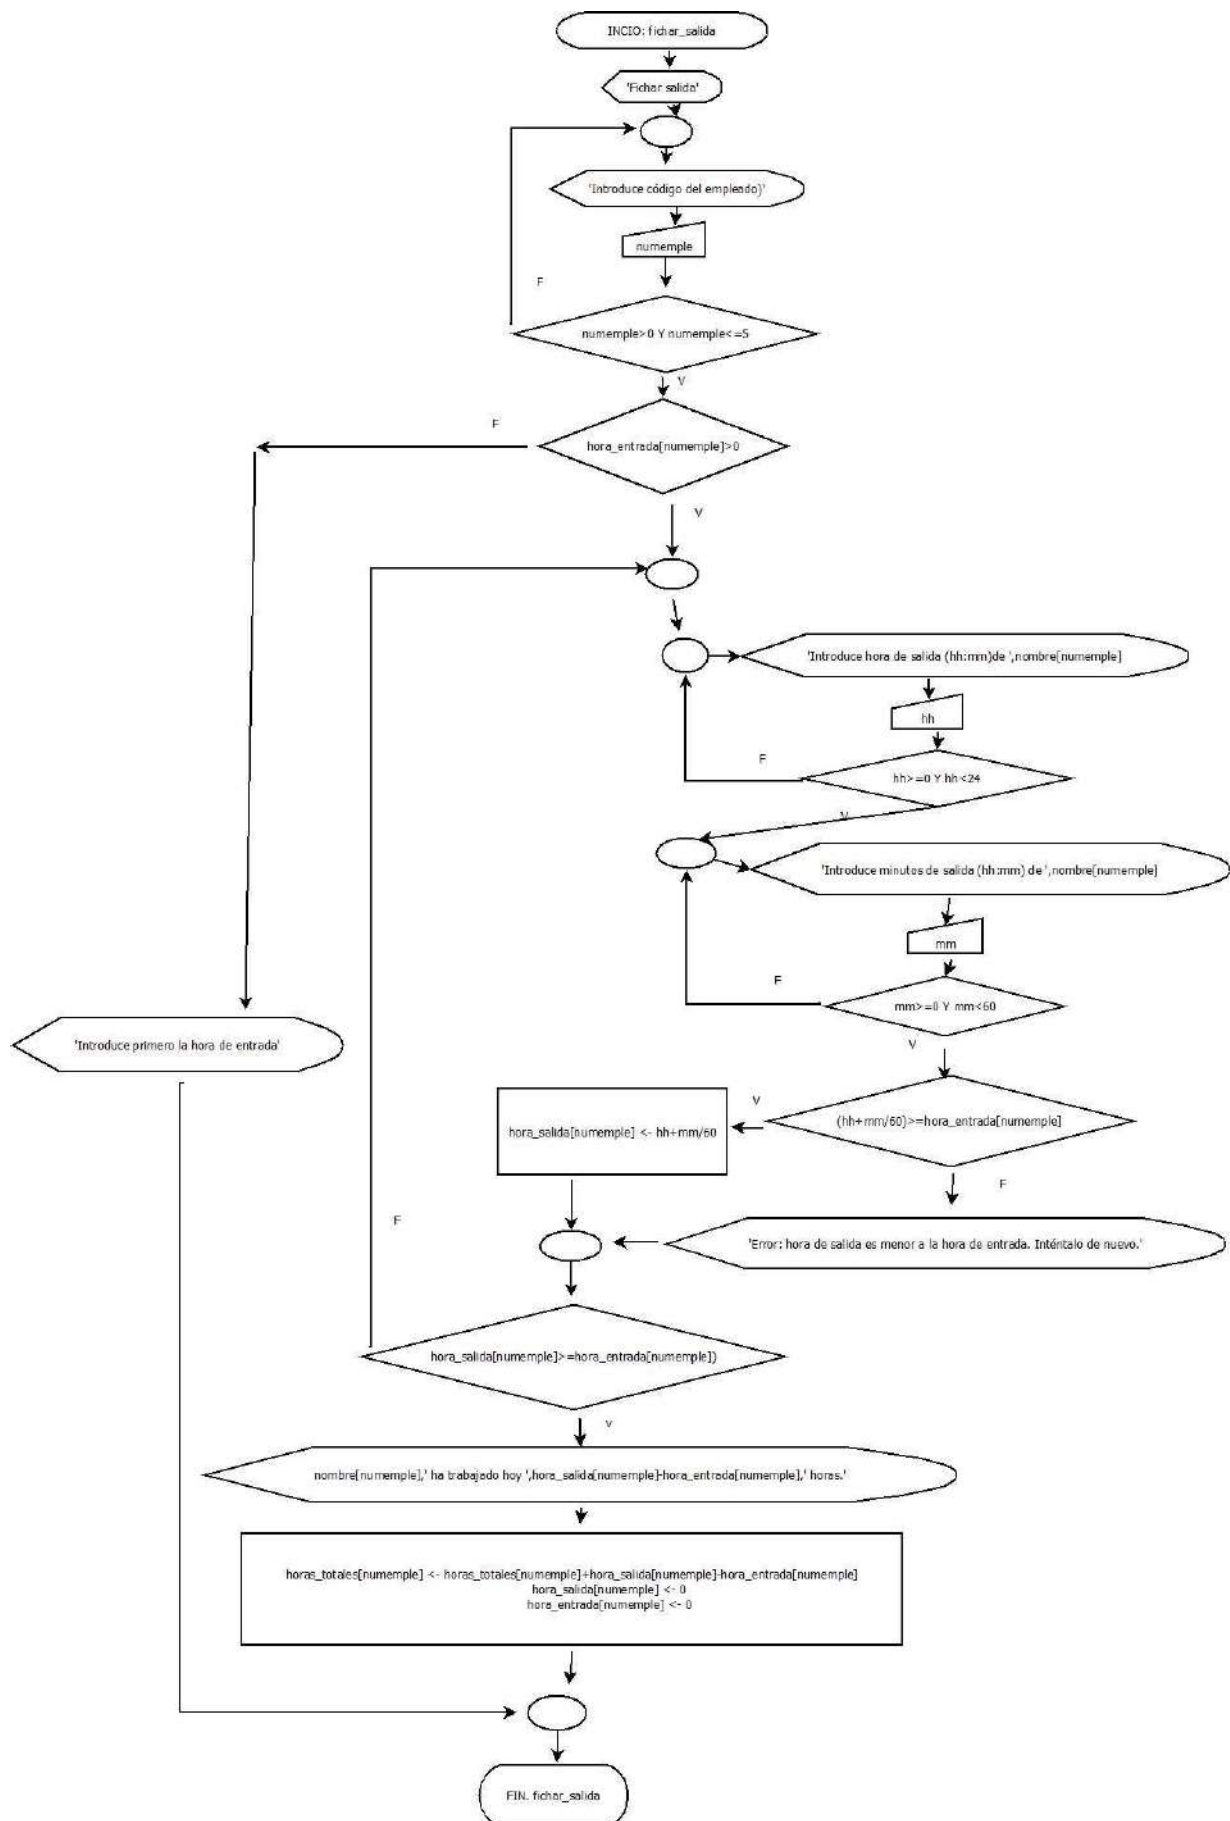 INCIO: fichar_salida
'Fichar salida'
'Introduce código del empleado)'
numemple
F
numemple>0 Y numemple<=5
V
F
hora_entrada[numemple]>0
V
'Introduce hora de salida (hh:mm)de ',nombre[numemple]
hh
F
hh>=0 Y hh<24
V
'Introduce minutos de salida (hh:mm) de ',nombre[numemple]
mm
F
mm>=0 Y mm<60
'Introduce primero la hora de entrada'
V
V
(hh+mm/60)>=hora_entrada[numemple]
hora_salida[numemple] <- hh+mm/60
F
F
'Error: hora de salida es menor a la hora de entrada. Inténtalo de nuevo.'
hora_salida[numemple]>=hora_entrada[numemple])
V
nombre[numemple],' ha trabajado hoy ',hora_salida[numemple]-hora_entrada[numemple],' horas.'
horas_totales[numemple] <- horas_totales[numemple]+hora_salida[numemple]-hora_entrada[numemple]
hora_salida[numemple] <- 0
hora_entrada[numemple] <- 0
FIN. fichar_salida